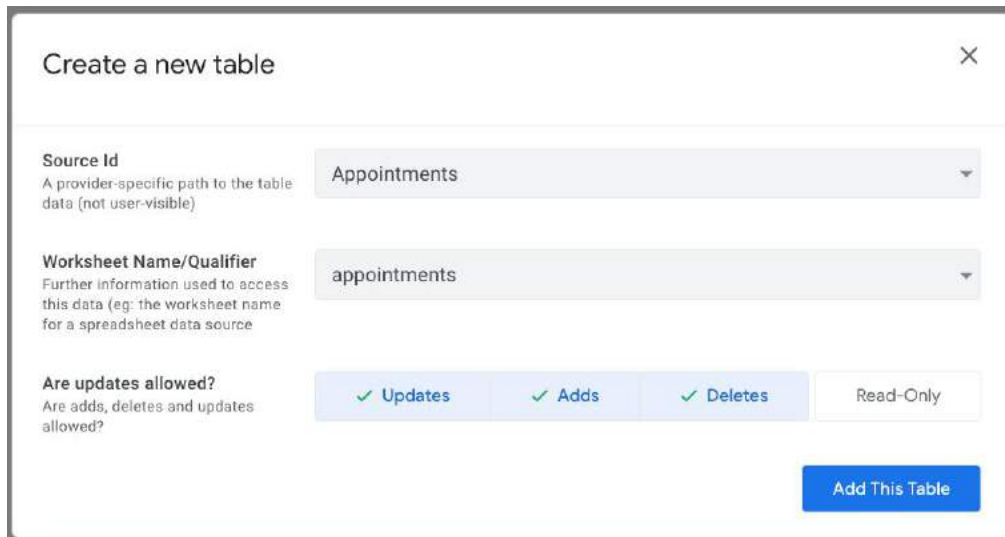 Create a new table
Source Id
A provider-specific path to the table
data (not user-visible)
Appointments
Worksheet Name/Qualifier
Further information used to access
this data (eg: the worksheet name
for a spreadsheet data source
appointments
Are updates allowed?
Are adds, deletes and updates
allowed?
Updates
Adds
Deletes
Read-Only
Add This Table